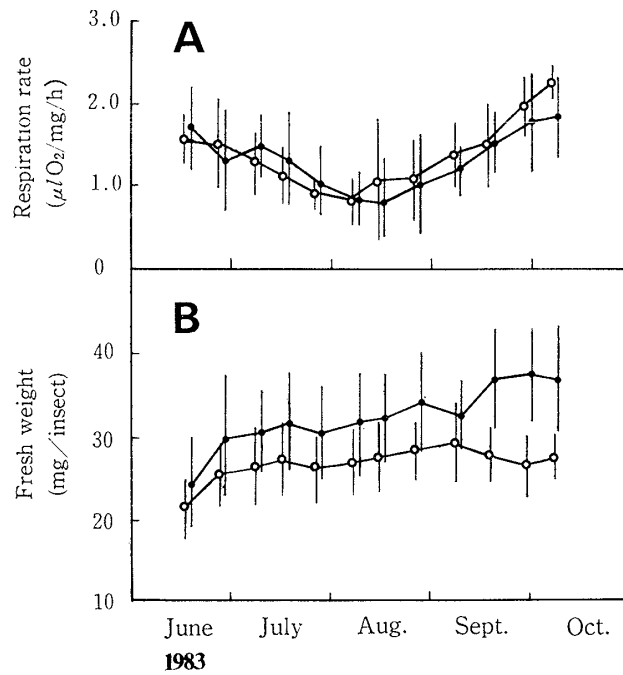 3.0
A
2.0
Respiration rate
(μl O₂/mg/h)
1.0
0
B
40
Fresh weight
(mg/insect)
30
20
10
June July Aug. Sept. Oct.
1983